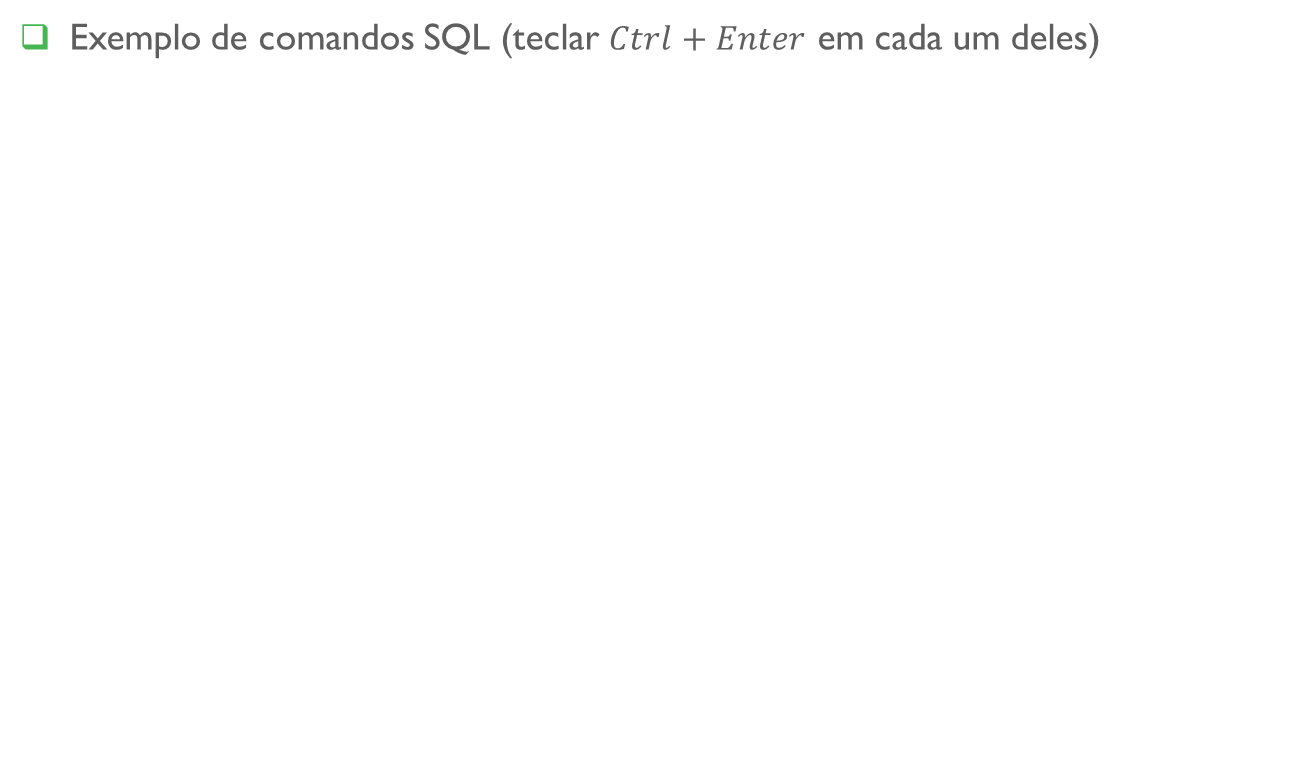 Exemplo de comandos SQL (teclar Ctrl + Enter em cada um deles)